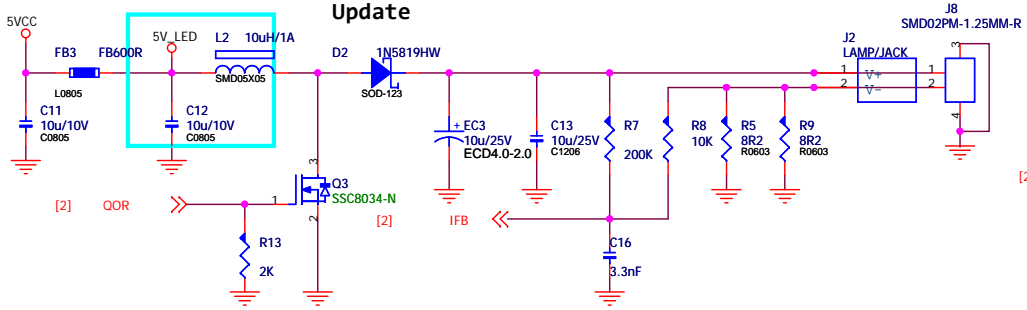 Update
5VCC
FB3 FB600R
L0805
C11
10u/10V
C0805
5V_LED
L2 10uH/1A
SMD05X05
C12
10u/10V
C0805
D2 1N5819HW
SOD-123
EC3
+
10u/25V
ECD4.0-2.0
C13
10u/25V
C1206
R7
200K
R8
10K
R5
8R2
R0603
R9
8R2
R0603
J2
LAMP/JACK
1 V+ 1
2 V- 2
J8
SMD02PM-1.25MM-R
3
4
[2] QOR
1
3
2
Q3
SSC8034-N
R13
2K
[2] IFB
C16
3.3nF
[2